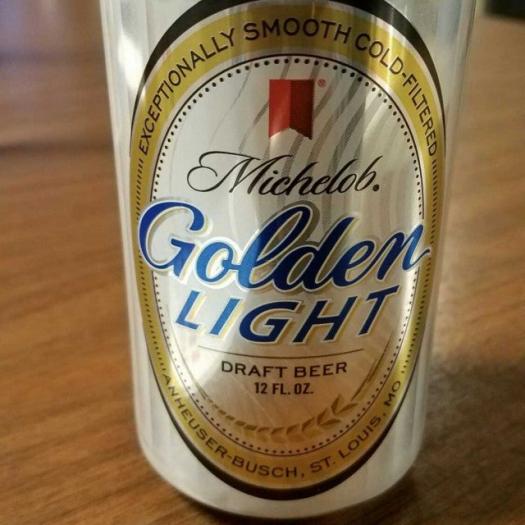 EXCEPTIONALLY SMOOTH COLD-FILTERED
®
Michelob.
Golden
LIGHT
DRAFT BEER
12 FL. OZ.
ANHEUSER-BUSCH, ST. LOUIS, MO